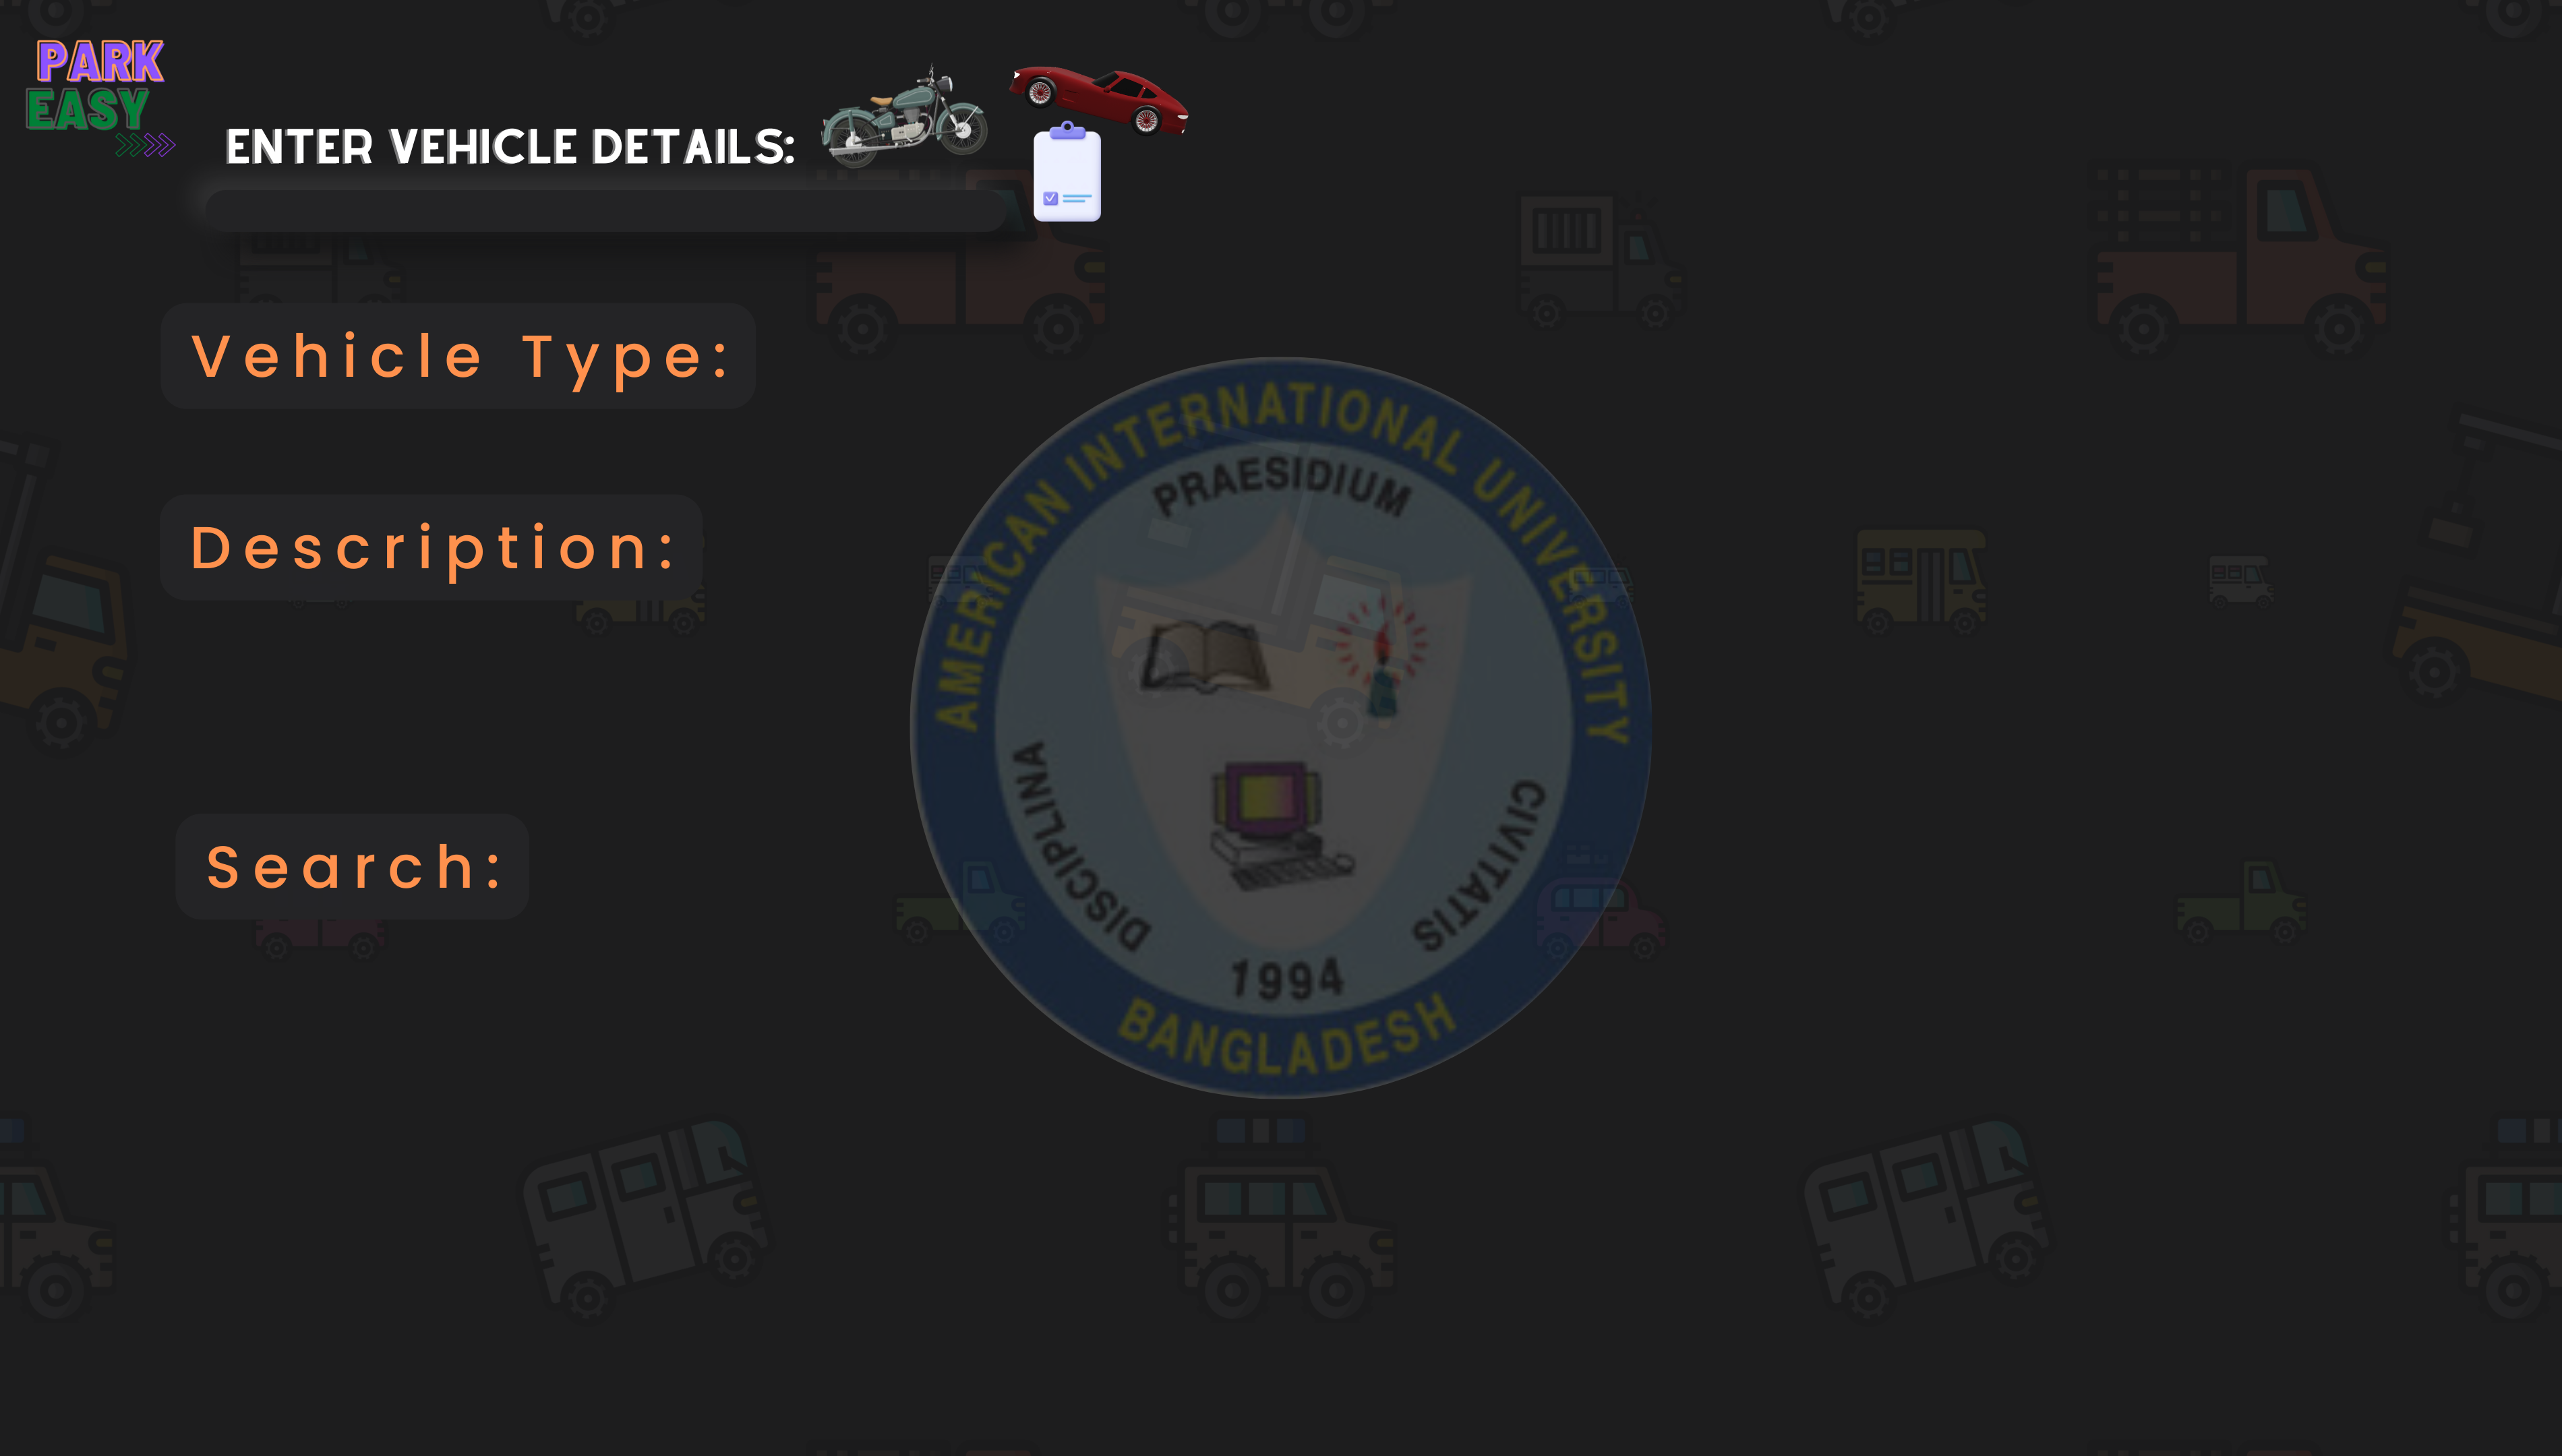 PARK
EASY
ENTER VEHICLE DETAILS:
Vehicle Type:
Description:
Search:
AMERICAN INTERNATIONAL UNIVERSITY
PRAESIDIUM
DISCIPLINA
CIVITATIS
1994
BANGLADESH